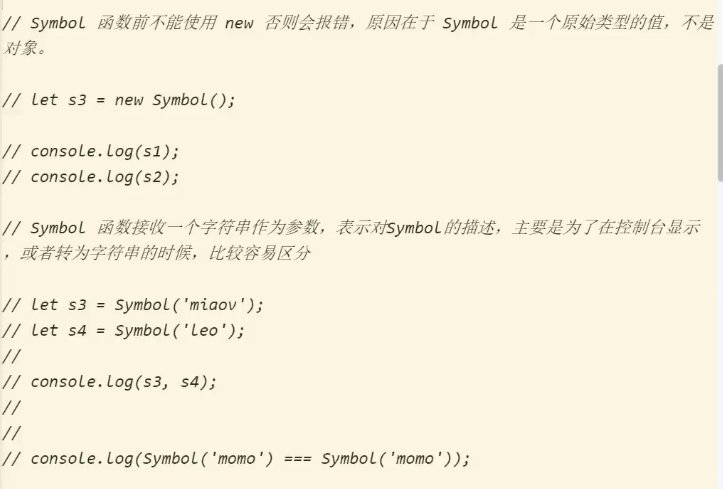 // Symbol 函数前不能使用 new 否则会报错，原因在于 Symbol 是一个原始类型的值，不是
对象。
// let s3 = new Symbol();
// console.log(s1);
// console.log(s2);
// Symbol 函数接收一个字符串作为参数，表示对Symbol的描述，主要是为了在控制台显示
，或者转为字符串的时候，比较容易区分
// let s3 = Symbol('miaov');
// let s4 = Symbol('leo');
//
// console.log(s3, s4);
//
//
// console.log(Symbol('momo') === Symbol('momo'));